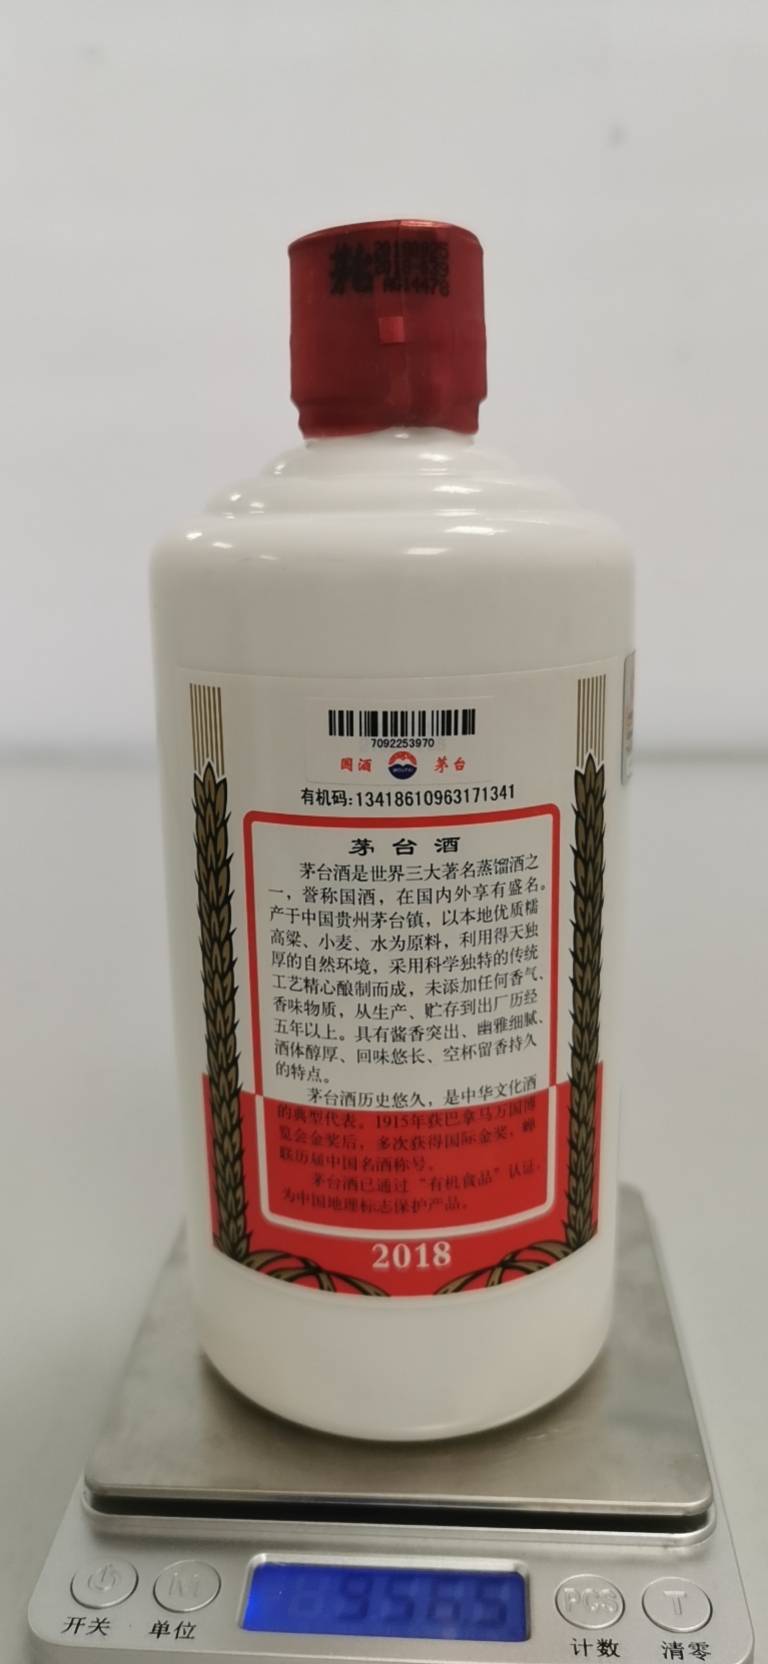 茅台
7092253970
国酒 茅台
有机码:13418610963171341
茅台酒
茅台酒是世界三大著名蒸馏酒之
一，誉称国酒，在国内外享有盛名。
产于中国贵州茅台镇，以本地优质糯
高粱、小麦、水为原料，利用得天独
厚的自然环境，采用科学独特的传统
工艺精心酿制而成，未添加任何香气、
香味物质，从生产、贮存到出厂历经
五年以上。具有酱香突出、幽雅细腻、
酒体醇厚、回味悠长、空杯留香持久
的特点。
茅台酒历史悠久，是中华文化酒
的典型代表。1915年获巴拿马万国博
览会金奖后，多次获得国际金奖，蝉
联历届中国名酒称号。
茅台酒已通过“有机食品”认证，
为中国地理标志保护产品。
2018
M
PCS
T
开关
单位
计数
清零